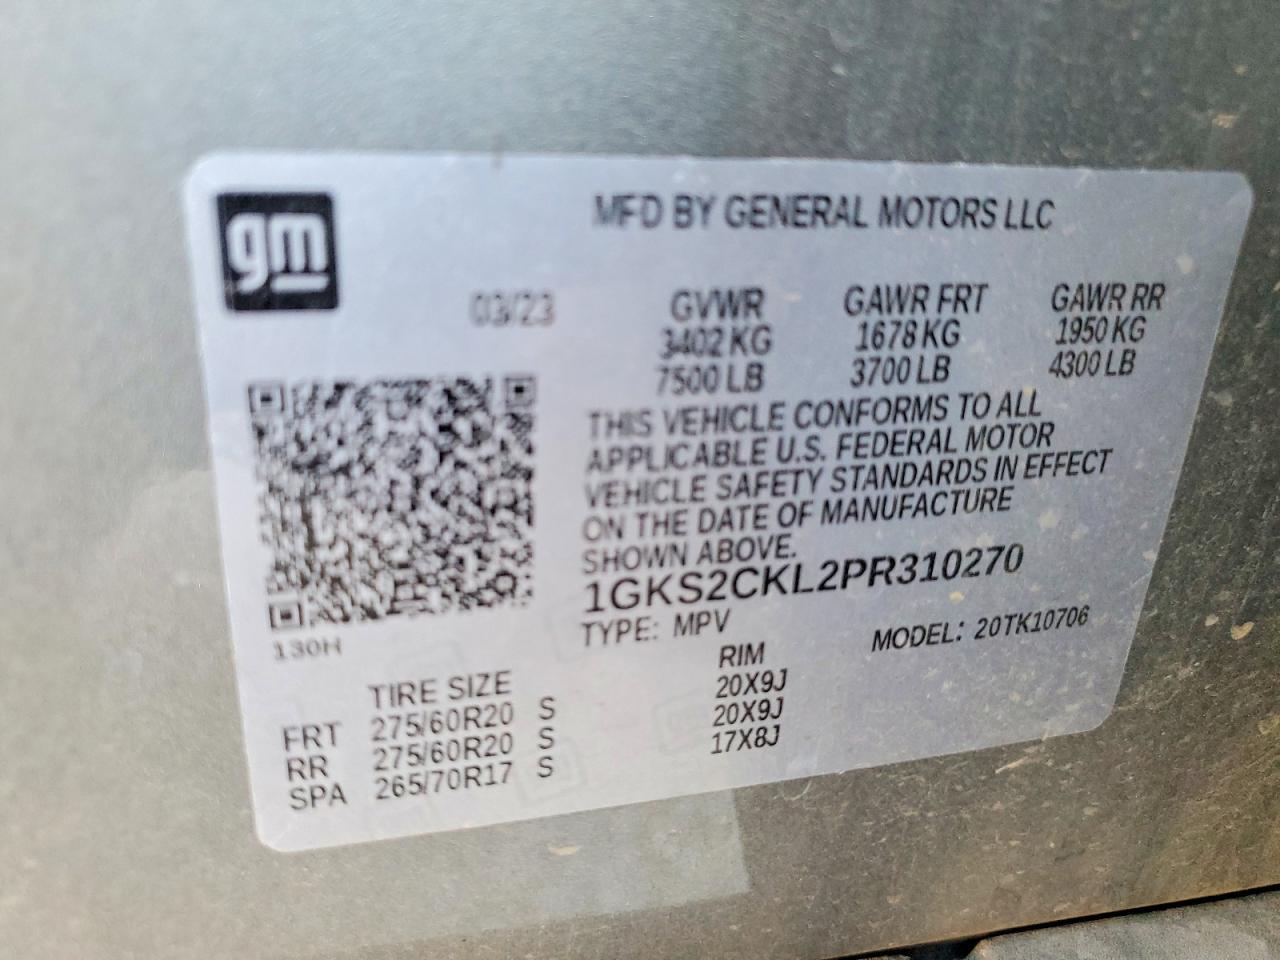 gm
MFD BY GENERAL MOTORS LLC
03/23
GVWR GAWR FRT GAWR RR
3402 KG 1678 KG 1950 KG
7500 LB 3700 LB 4300 LB
THIS VEHICLE CONFORMS TO ALL
APPLICABLE U.S. FEDERAL MOTOR
VEHICLE SAFETY STANDARDS IN EFFECT
ON THE DATE OF MANUFACTURE
SHOWN ABOVE.
1GKS2CKL2PR310270
TYPE: MPV MODEL: 20TK10706
130H
TIRE SIZE RIM
FRT 275/60R20 S 20X9J
RR 275/60R20 S 20X9J
SPA 265/70R17 S 17X8J